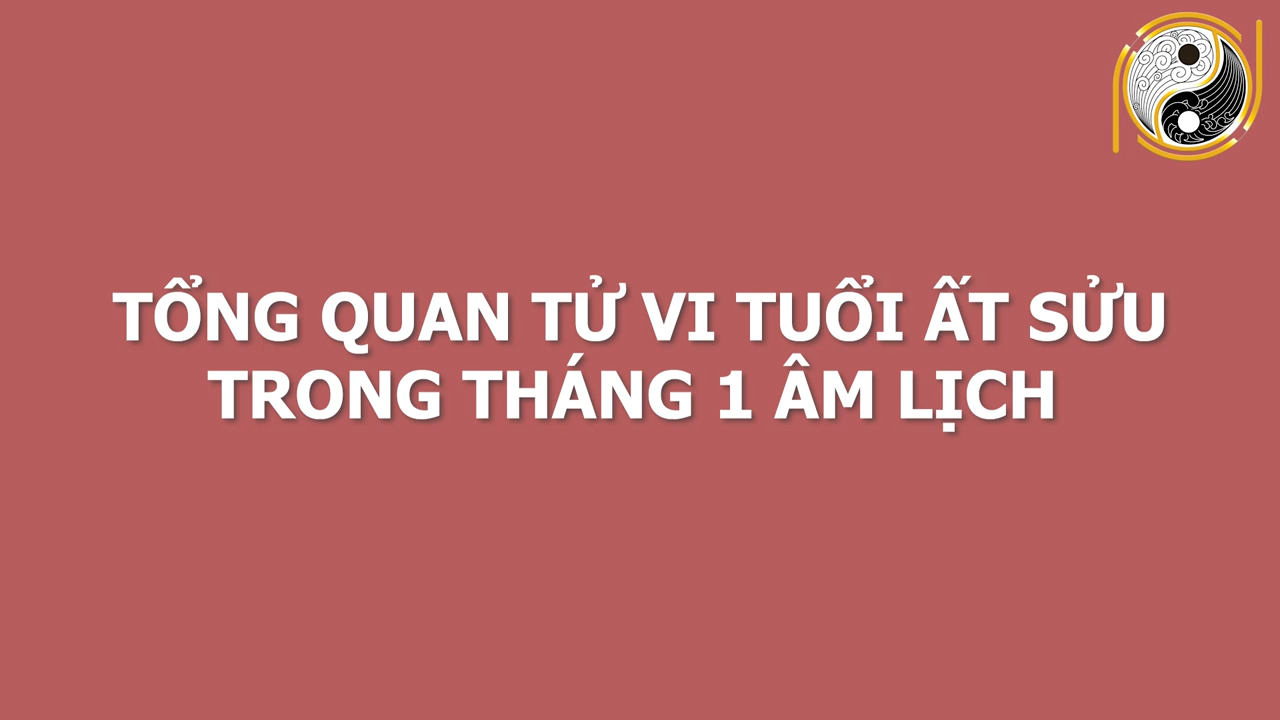 TỔNG QUAN TỬ VI TUỔI ẤT SỬU
TRONG THÁNG 1 ÂM LỊCH